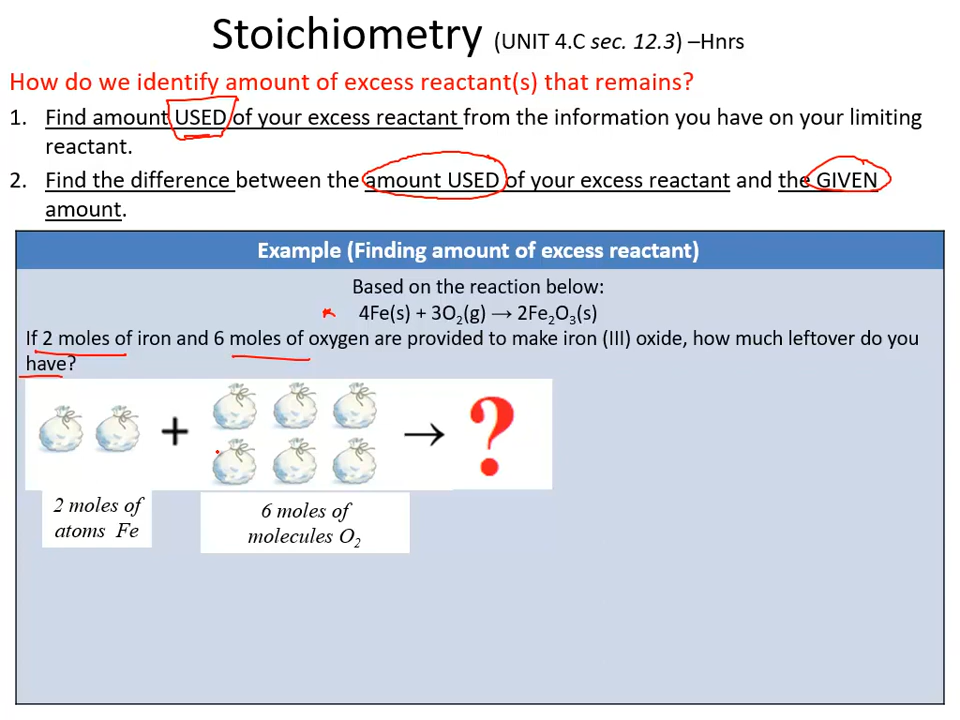 Stoichiometry (UNIT 4.C sec. 12.3) –Hnrs
How do we identify amount of excess reactant(s) that remains?
1. Find amount USED of your excess reactant from the information you have on your limiting
reactant.
2. Find the difference between the amount USED of your excess reactant and the GIVEN
amount.
Example (Finding amount of excess reactant)
Based on the reaction below:
4Fe(s) + 3O₂(g) → 2Fe₂O₃(s)
If 2 moles of iron and 6 moles of oxygen are provided to make iron (III) oxide, how much leftover do you
have?
+ → ?
2 moles of
atoms Fe
6 moles of
molecules O₂